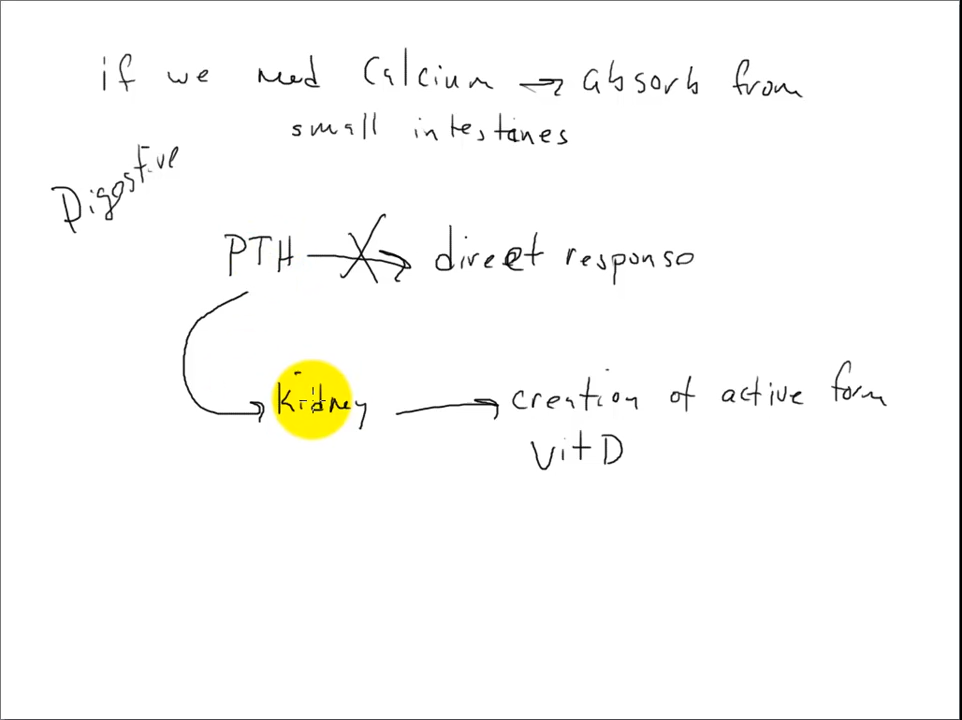 if we need Calcium → absorb from
small intestines
Digestive
PTH → direct response
Kidney → creation of active form
Vit D